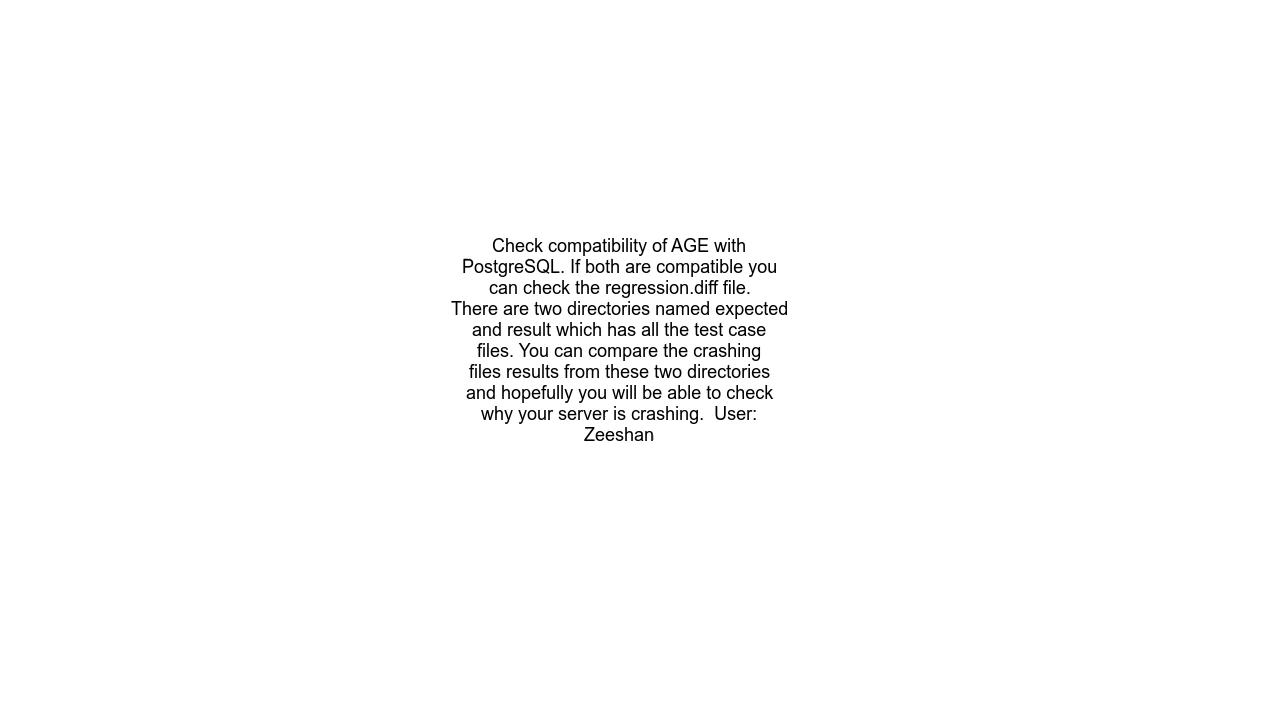 Check compatibility of AGE with
PostgreSQL. If both are compatible you
can check the regression.diff file.
There are two directories named expected
and result which has all the test case
files. You can compare the crashing
files results from these two directories
and hopefully you will be able to check
why your server is crashing.  User:
Zeeshan